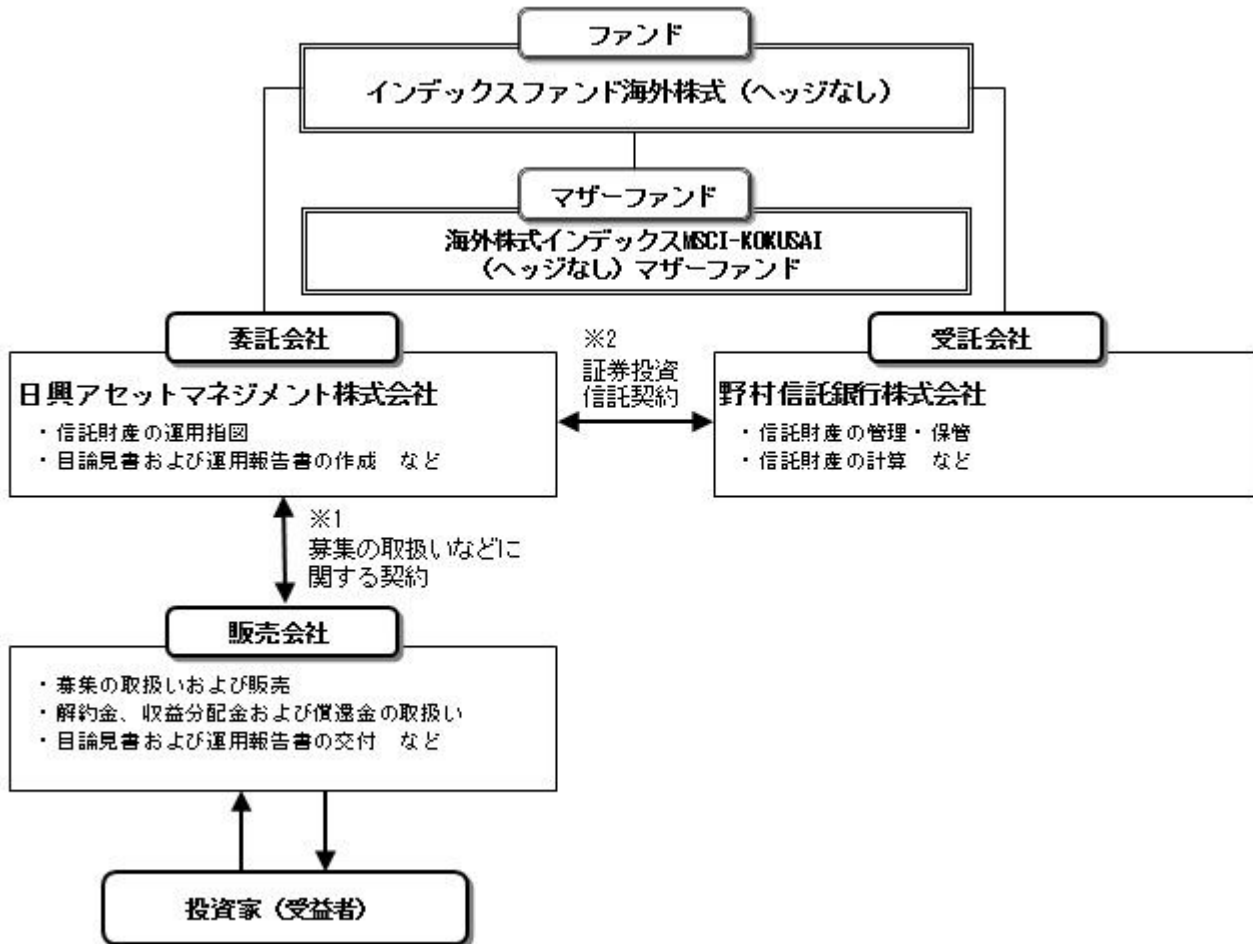 ファンド
インデックスファンド海外株式（ヘッジなし）
マザーファンド
海外株式インデックスMSCI-KOKUSAI
（ヘッジなし）マザーファンド
委託会社
日興アセットマネジメント株式会社
・信託財産の運用指図
・目論見書および運用報告書の作成　など
※2
証券投資
信託契約
受託会社
野村信託銀行株式会社
・信託財産の管理・保管
・信託財産の計算　など
※1
募集の取扱いなどに
関する契約
販売会社
・募集の取扱いおよび販売
・解約金、収益分配金および償還金の取扱い
・目論見書および運用報告書の交付　など
投資家（受益者）